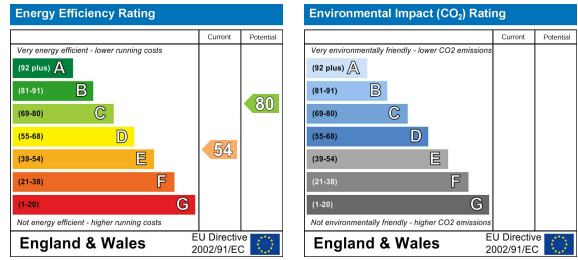 Energy Efficiency Rating
Current Potential
Very energy efficient - lower running costs
(92 plus) A
(81-91) B
(69-80) C
(55-68) D
(39-54) E
(21-38) F
(1-20) G
80
54
Not energy efficient - higher running costs
England & Wales
EU Directive
2002/91/EC
Environmental Impact (CO₂) Rating
Current Potential
Very environmentally friendly - lower CO2 emissions
(92 plus) A
(81-91) B
(69-80) C
(55-68) D
(39-54) E
(21-38) F
(1-20) G
Not environmentally friendly - higher CO2 emissions
England & Wales
EU Directive
2002/91/EC